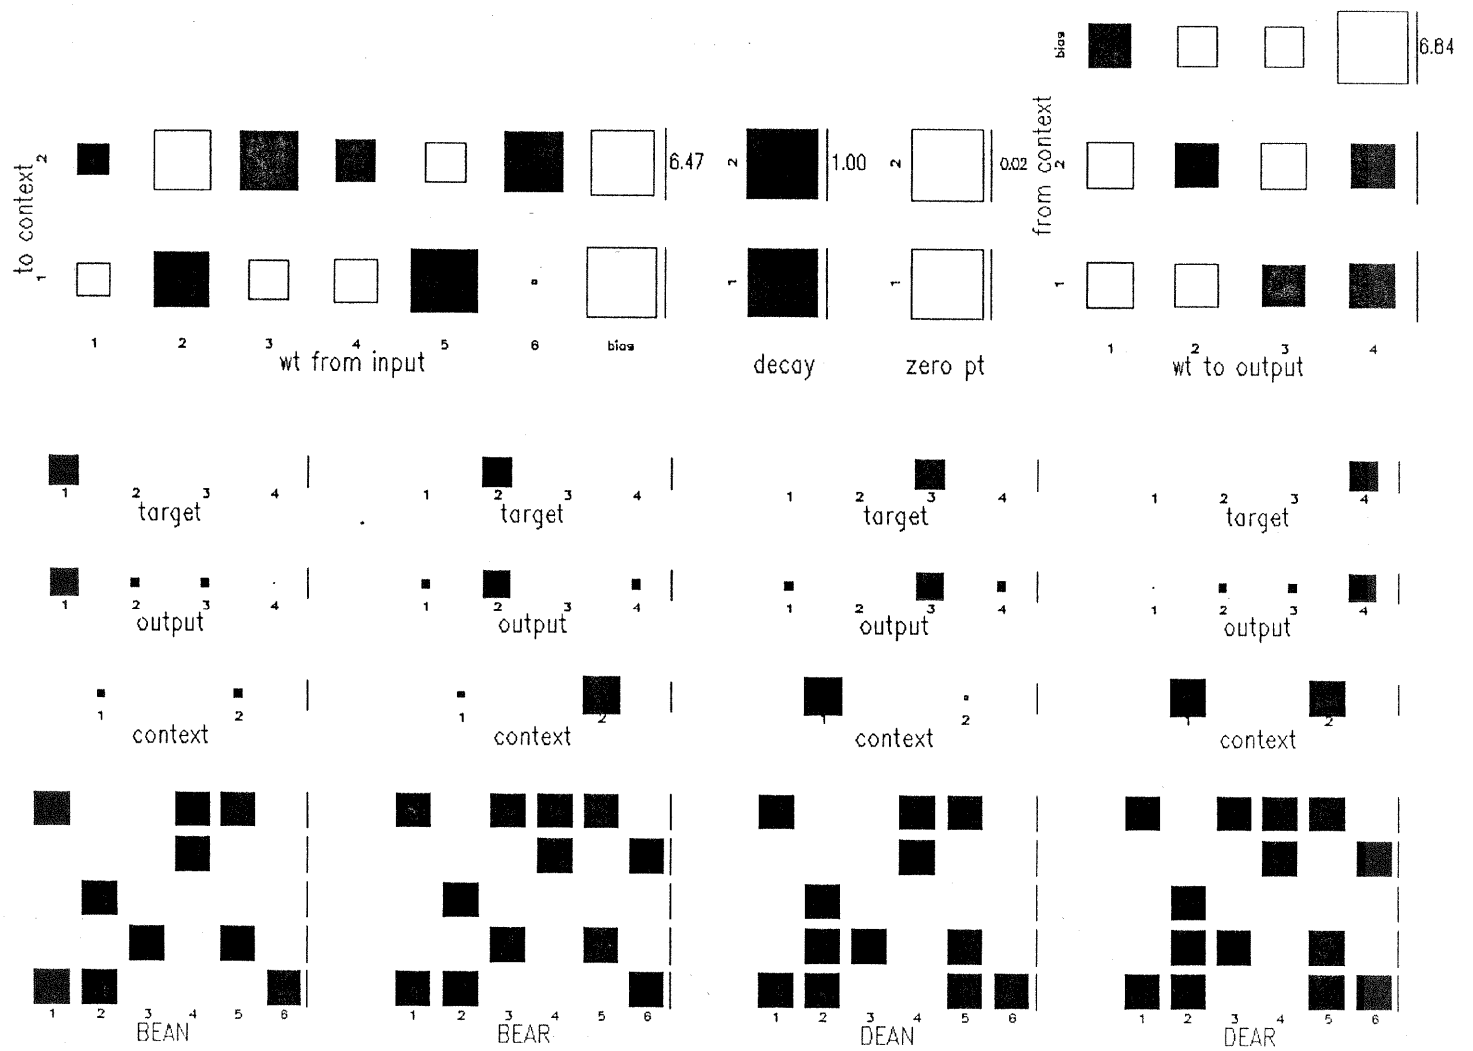 bias 6.84
to context 2 6.47 2 1.00 2 0.02 from context 2
1 1 1 1
1 2 3 4 5 6 bias 1 2 3 4
wt from input decay zero pt wt to output
1 2 3 4 1 2 3 4 1 2 3 4 1 2 3 4
target target target target
1 2 3 4 1 2 3 4 1 2 3 4 1 2 3 4
output output output output
1 2 1 2 1 2 1 2
context context context context
1 2 3 4 5 6 1 2 3 4 5 6 1 2 3 4 5 6 1 2 3 4 5 6
BEAN BEAR DEAN DEAR